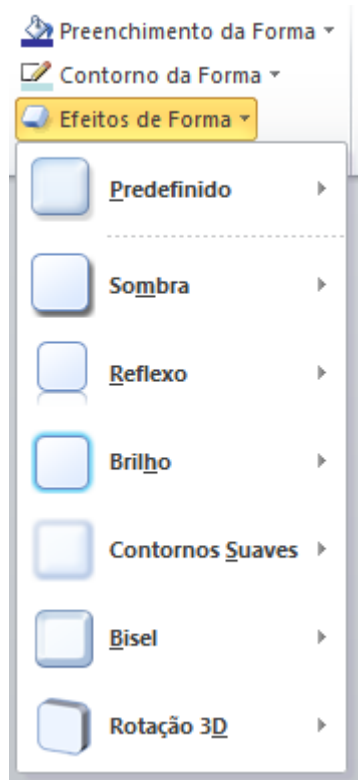 Preenchimento da Forma
Contorno da Forma
Efeitos de Forma
Predefinido
Sombra
Reflexo
Brilho
Contornos Suaves
Bisel
Rotação 3D